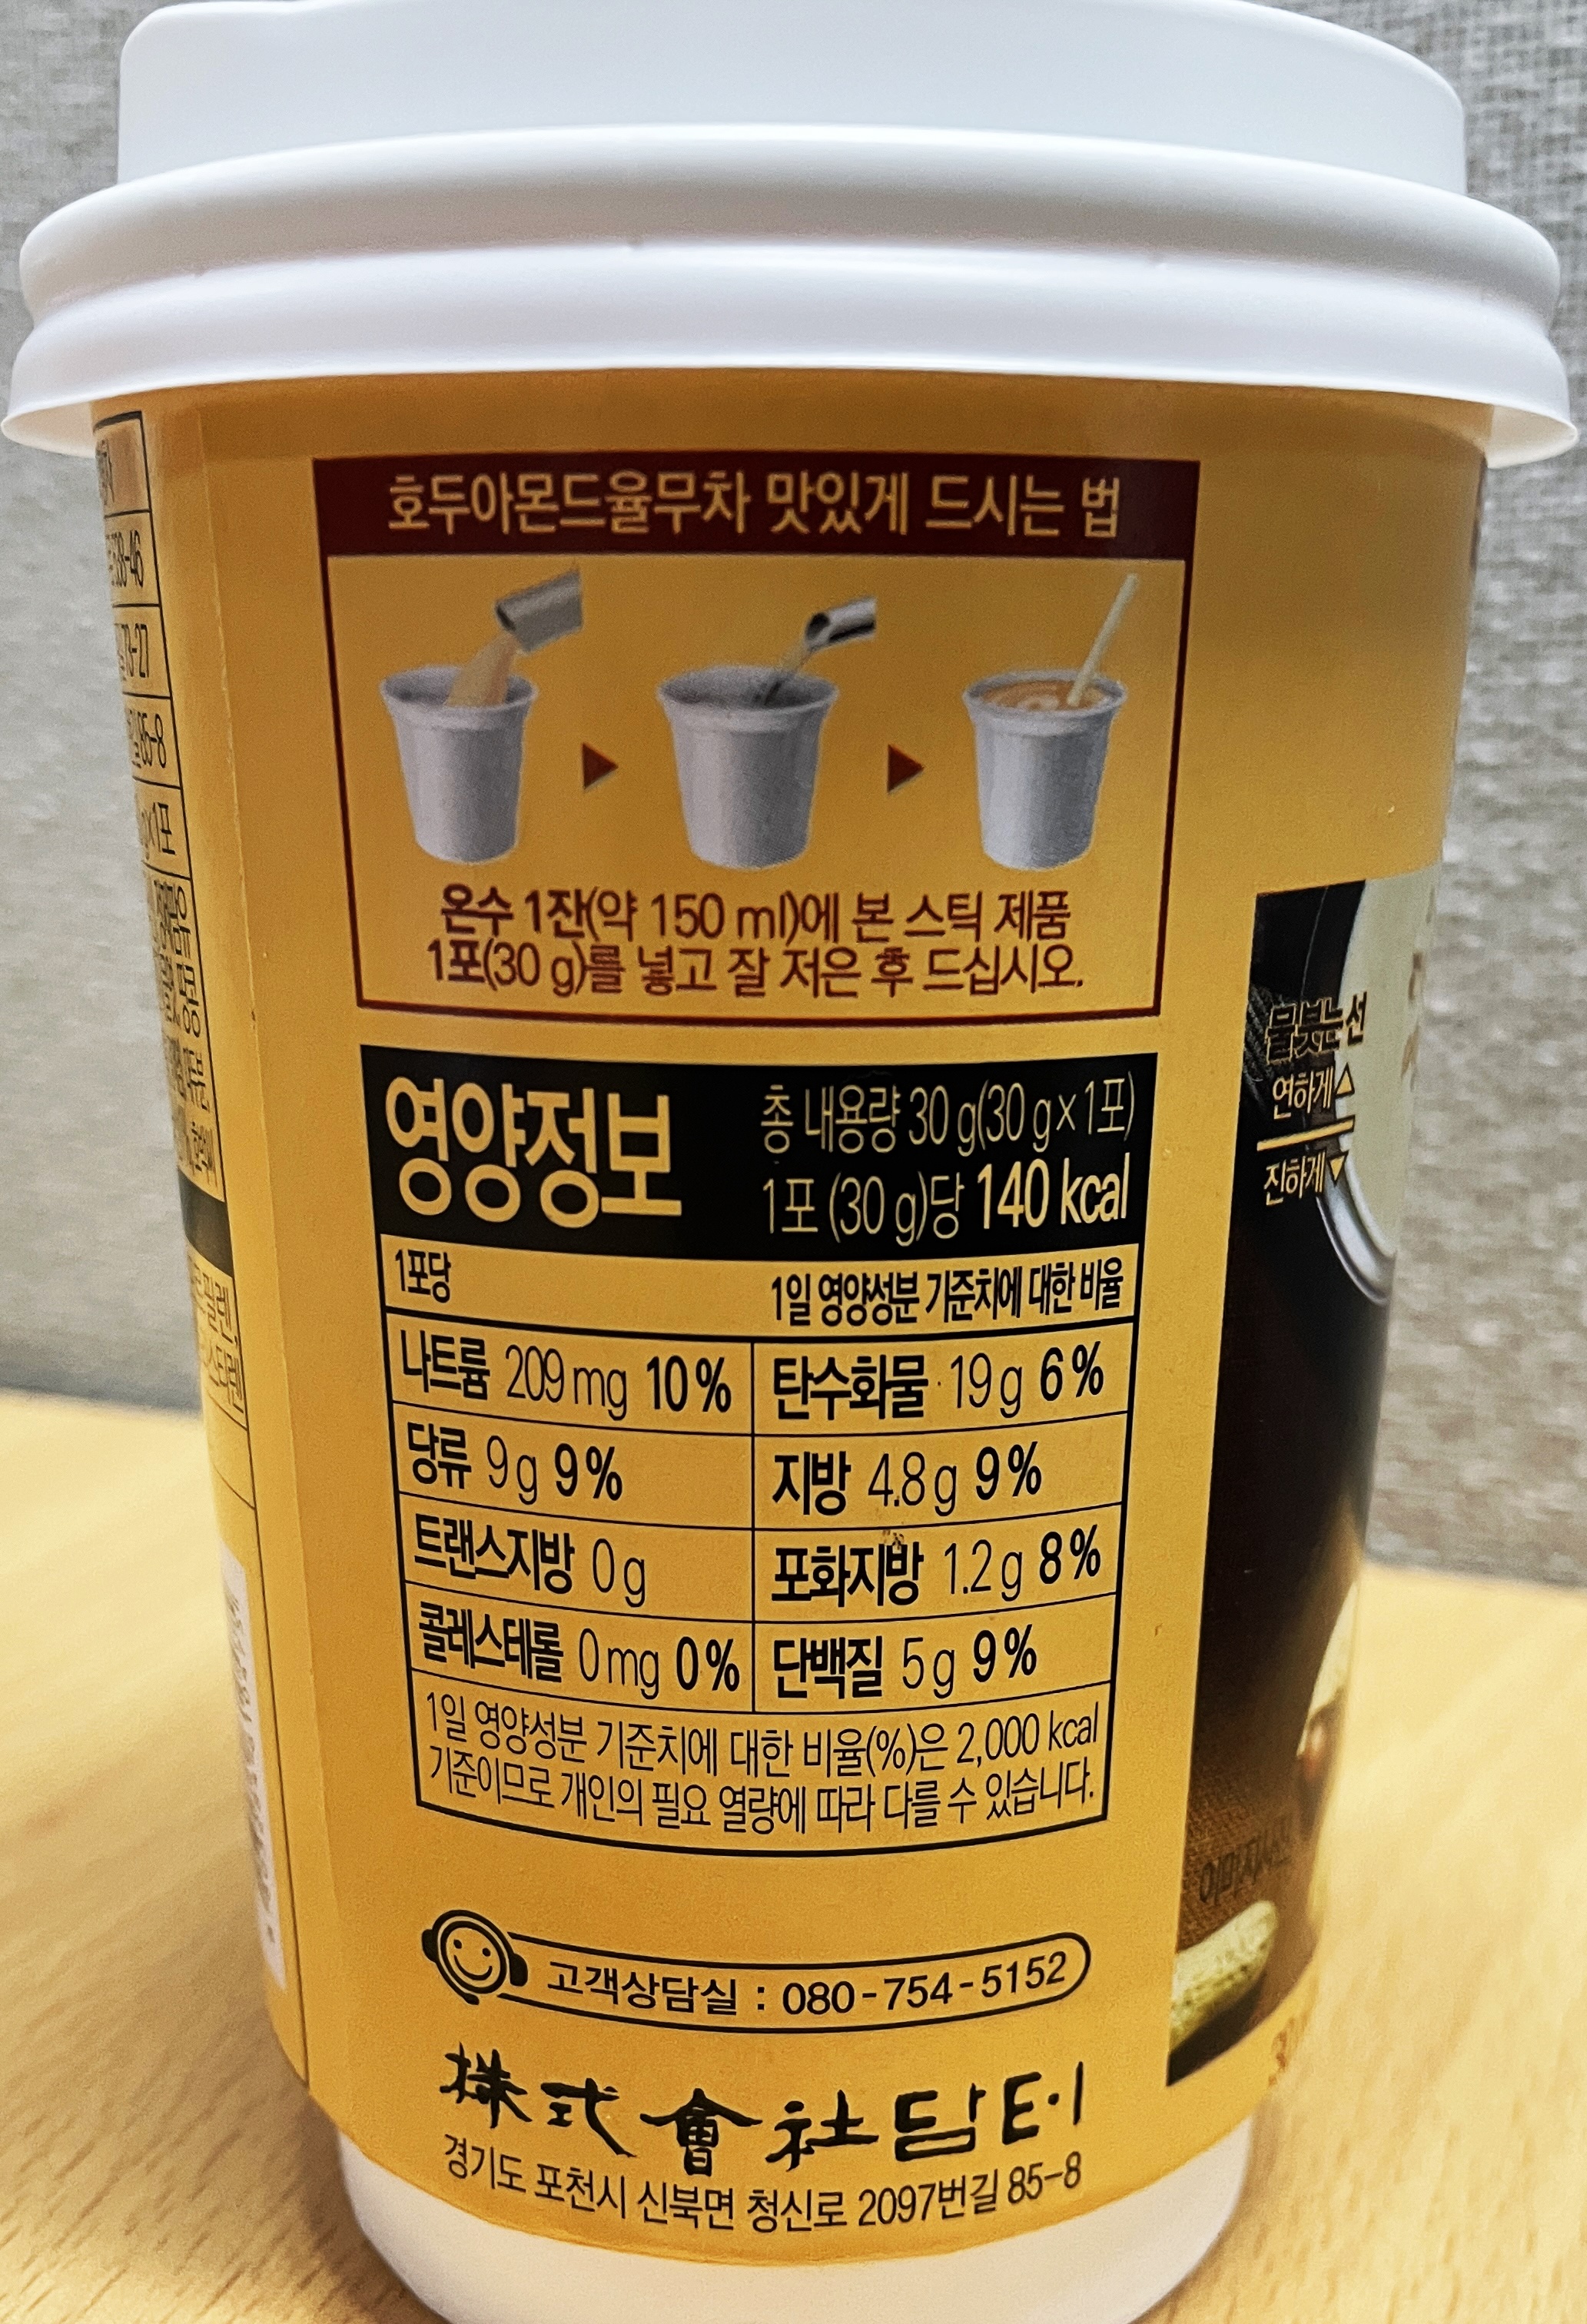 호두아몬드율무차 맛있게 드시는 법
온수 1잔(약 150 ml)에 본 스틱 제품
1포(30 g)를 넣고 잘 저은 후 드십시오.
영양정보
총 내용량 30 g(30 g×1포)
1포 (30 g)당 140 kcal
1포당 1일 영양성분 기준치에 대한 비율
나트륨 209 mg 10% 탄수화물 19 g 6%
당류 9 g 9% 지방 4.8 g 9%
트랜스지방 0 g 포화지방 1.2 g 8%
콜레스테롤 0 mg 0% 단백질 5 g 9%
1일 영양성분 기준치에 대한 비율(%)은 2,000 kcal
기준이므로 개인의 필요 열량에 따라 다를 수 있습니다.
고객상담실 : 080-754-5152
株式會社담터
경기도 포천시 신북면 청신로 2097번길 85-8
물붓는선
연하게
진하게